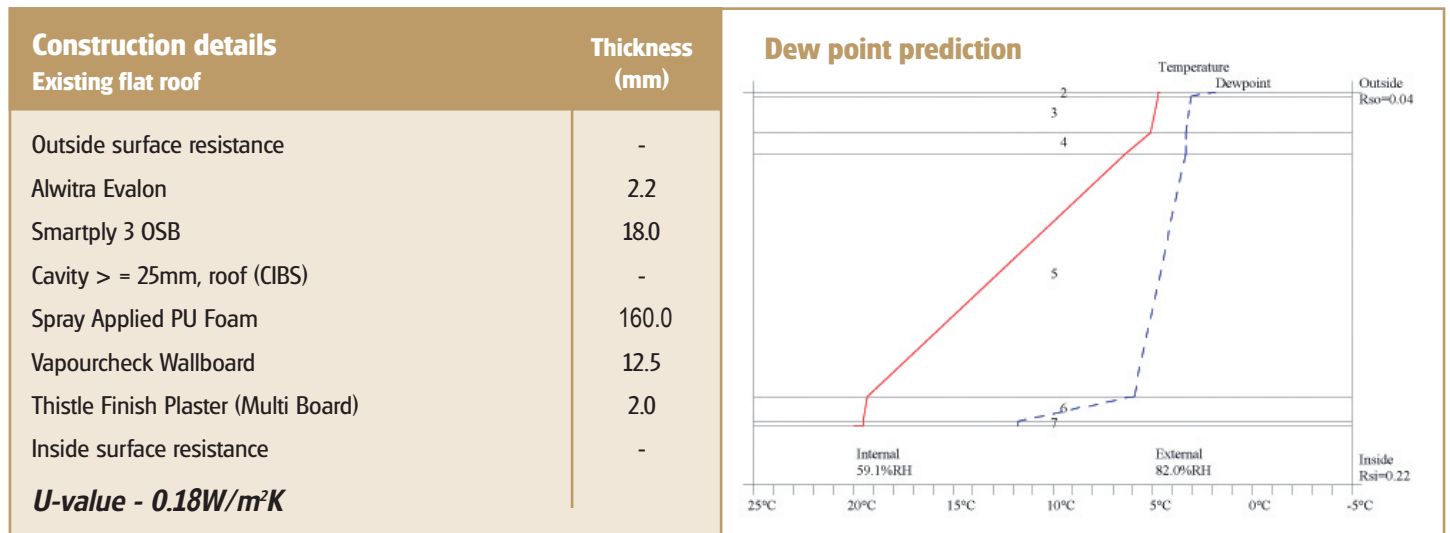 Construction details
Existing flat roof
Thickness
(mm)
Outside surface resistance -
Alwitra Evalon 2.2
Smartply 3 OSB 18.0
Cavity > = 25mm, roof (CIBS) -
Spray Applied PU Foam 160.0
Vapourcheck Wallboard 12.5
Thistle Finish Plaster (Multi Board) 2.0
Inside surface resistance -
U-value - 0.18W/m²K
Dew point prediction
Temperature
Dewpoint
Outside
Rso=0.04
2
3
4
5
6
7
Internal
59.1%RH
External
82.0%RH
Inside
Rsi=0.22
25°C 20°C 15°C 10°C 5°C 0°C -5°C